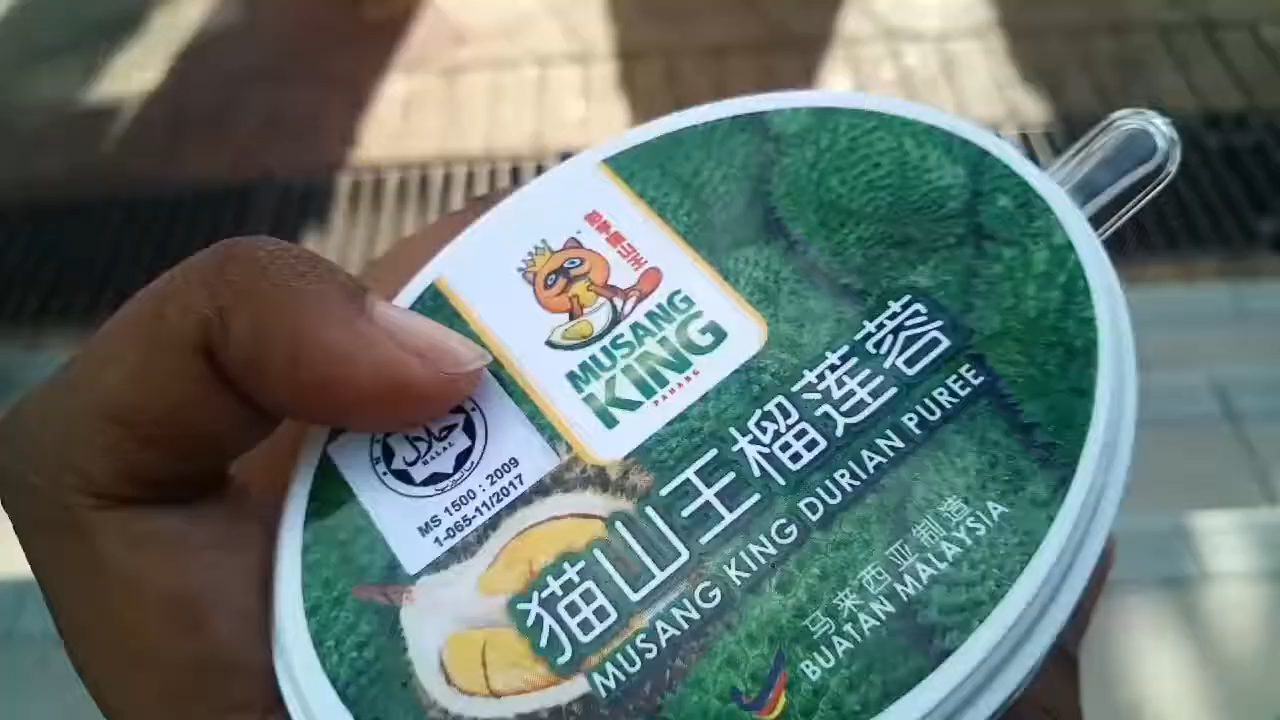 MUSANG
KING
PAHANG
حلال
HALAL
MS 1500 : 2009
1-065-11/2017
猫山王榴莲蓉
MUSANG KING DURIAN PUREE
马来西亚制造
BUATAN MALAYSIA